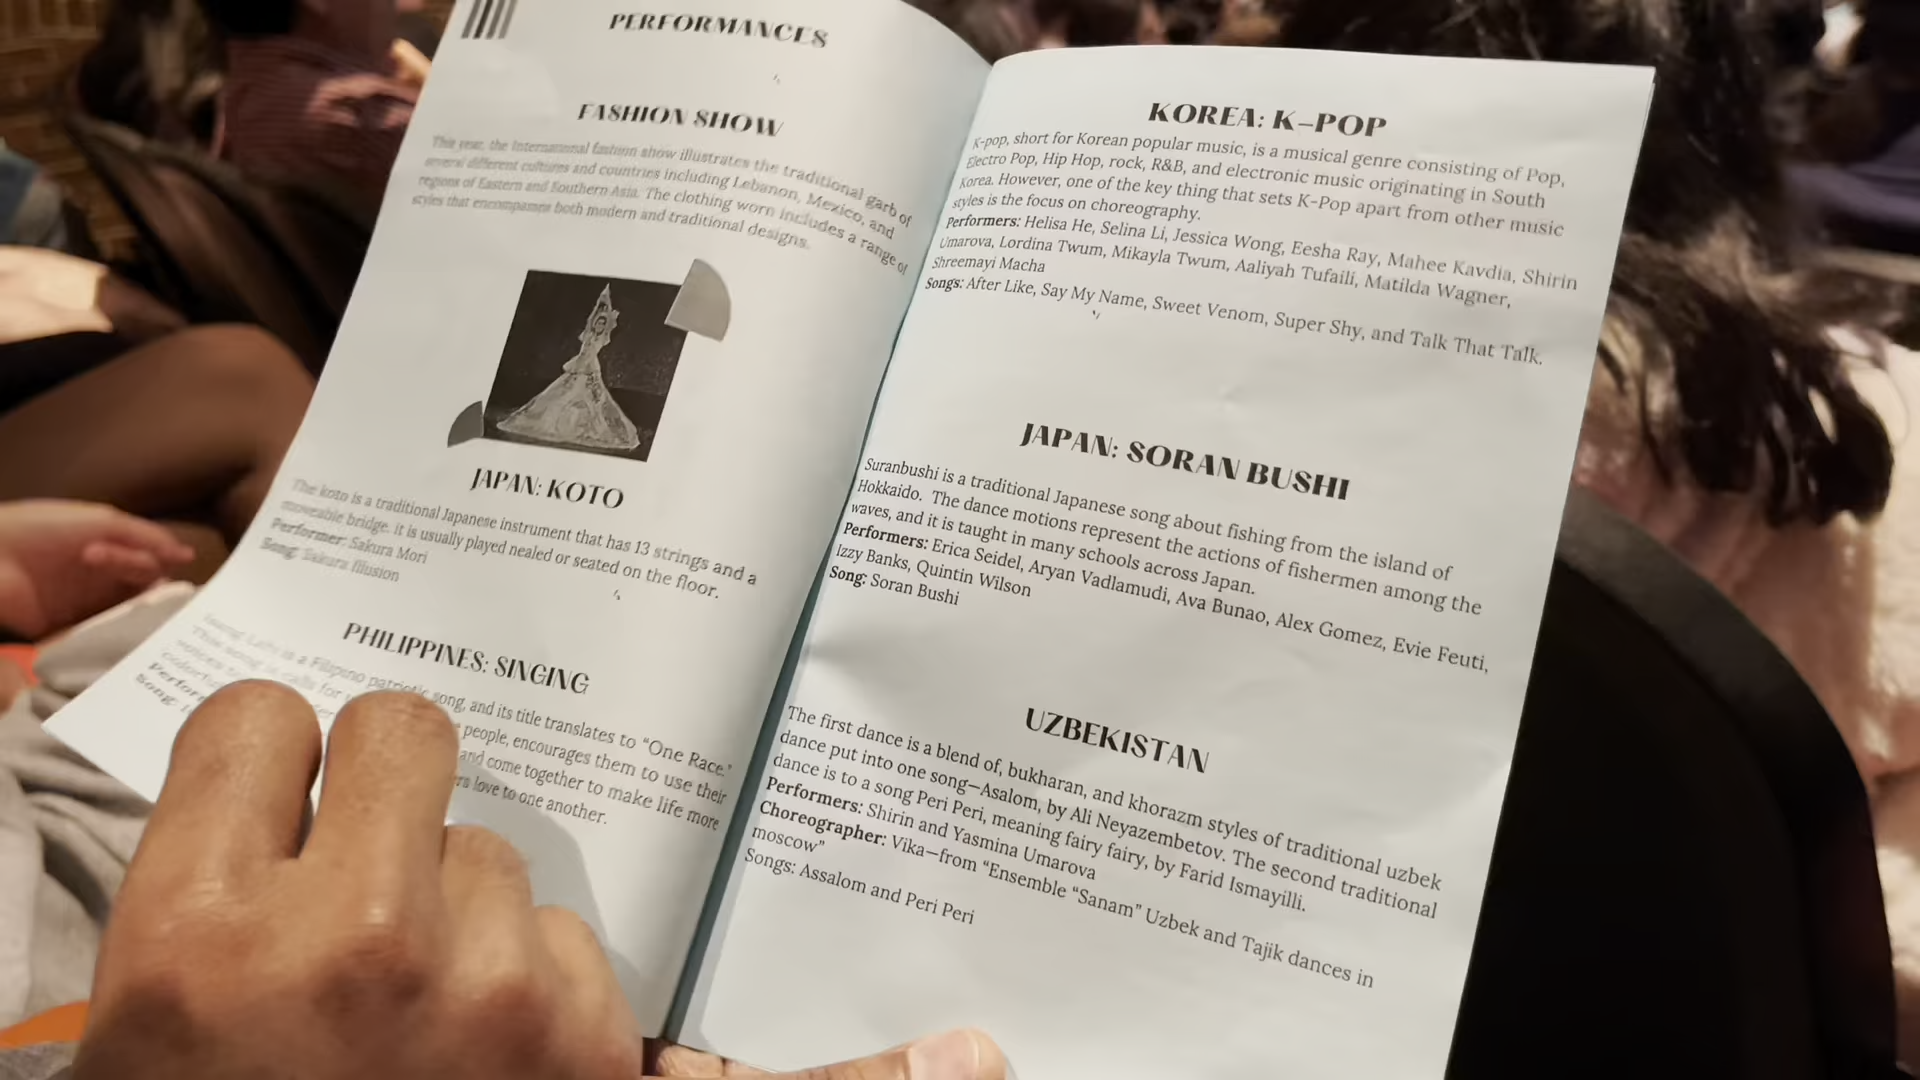 PERFORMANCES
FASHION SHOW
This year, the International fashion show illustrates the traditional garb of
several different cultures and countries including Lebanon, Mexico, and
regions of Eastern and Southern Asia. The clothing worn includes a range of
styles that encompames both modern and traditional designs.
JAPAN: KOTO
The koto is a traditional Japanese instrument that has 13 strings and a
moveable bridge. it is usually played nealed or seated on the floor.
Performer: Sakura Mori
Song: Sakura Illusion
PHILIPPINES: SINGING
is a Filipino patriotic song, and its title translates to "One Race."
This song calls for people, encourages them to use their
voices and come together to make life more
love to one another.
Song:
KOREA: K-POP
K-pop, short for Korean popular music, is a musical genre consisting of Pop,
Electro Pop, Hip Hop, rock, R&B, and electronic music originating in South
Korea. However, one of the key thing that sets K-Pop apart from other music
styles is the focus on choreography.
Performers: Helisa He, Selina Li, Jessica Wong, Eesha Ray, Mahee Kavdia, Shirin
Umarova, Lordina Twum, Mikayla Twum, Aaliyah Tufaili, Matilda Wagner,
Shreemayi Macha
Songs: After Like, Say My Name, Sweet Venom, Super Shy, and Talk That Talk.
JAPAN: SORAN BUSHI
Suranbushi is a traditional Japanese song about fishing from the island of
Hokkaido. The dance motions represent the actions of fishermen among the
waves, and it is taught in many schools across Japan.
Performers: Erica Seidel, Aryan Vadlamudi, Ava Bunao, Alex Gomez, Evie Feuti,
Izzy Banks, Quintin Wilson
Song: Soran Bushi
UZBEKISTAN
The first dance is a blend of, bukharan, and khorazm styles of traditional uzbek
dance put into one song—Asalom, by Ali Neyazembetov. The second traditional
dance is to a song Peri Peri, meaning fairy fairy, by Farid Ismayilli.
Performers: Shirin and Yasmina Umarova
Choreographer: Vika—from "Ensemble "Sanam" Uzbek and Tajik dances in
moscow"
Songs: Assalom and Peri Peri